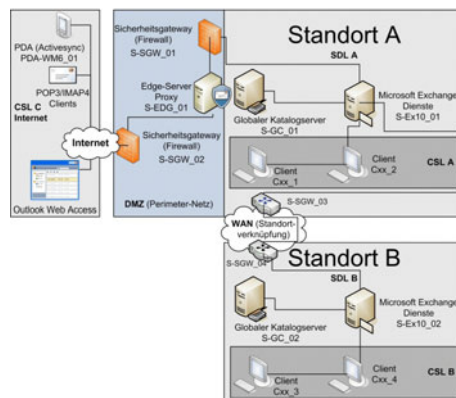 PDA (Activesync)
PDA-WM6_01
POP3/IMAP4
Clients
CSL C
Internet
Outlook Web Access
Internet
Sicherheitsgateway
(Firewall)
S-SGW_01
Edge-Server
Proxy
S-EDG_01
Sicherheitsgateway
(Firewall)
S-SGW_02
DMZ (Perimeter-Netz)
Standort A
SDL A
Globaler Katalogserver
S-GC_01
Microsoft Exchange
Dienste
S-Ex10_01
Client
Cxx_1
Client
Cxx_2
CSL A
S-SGW_03
WAN (Standort-
verknüpfung)
S-SGW_04
Standort B
SDL B
Globaler Katalogserver
S-GC_02
Microsoft Exchange
Dienste
S-Ex10_02
Client
Cxx_3
Client
Cxx_4
CSL B